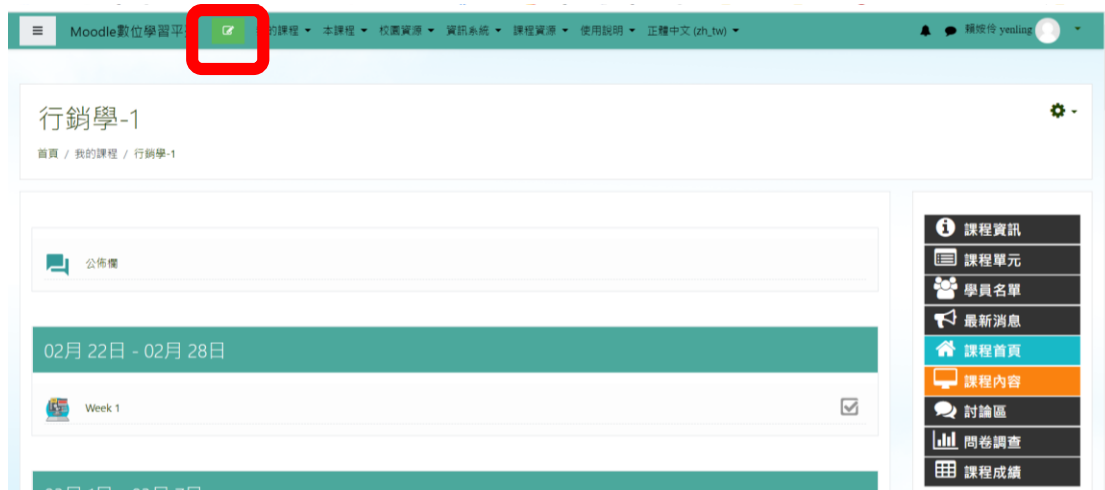 Moodle數位學習平
的課程
本課程
校園資源
資訊系統
課程資源
使用說明
正體中文 (zh_tw)
yenling
行銷學-1
首頁 / 我的課程 / 行銷學-1
公佈欄
02月 22日 - 02月 28日
Week 1
課程資訊
課程單元
學員名單
最新消息
課程首頁
課程內容
討論區
問卷調查
課程成績